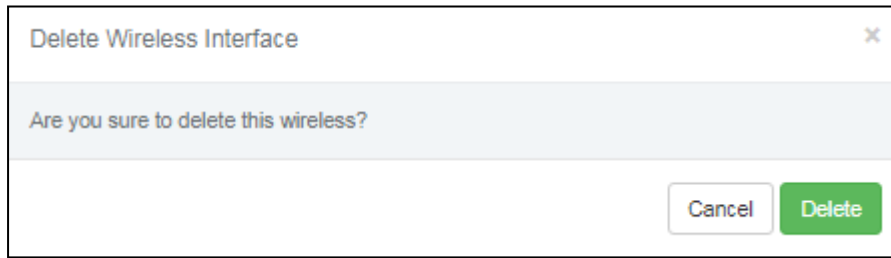 Delete Wireless Interface ×
Are you sure to delete this wireless?
Cancel Delete